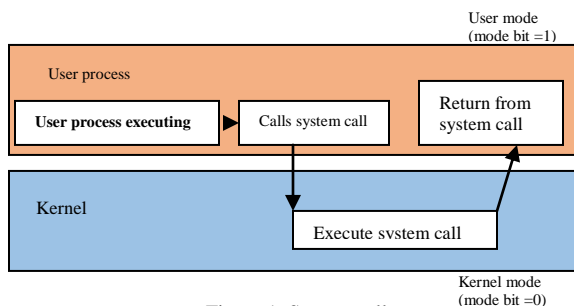 User mode
(mode bit =1)
User process
User process executing
Calls system call
Return from
system call
Kernel
Execute system call
Kernel mode
(mode bit =0)